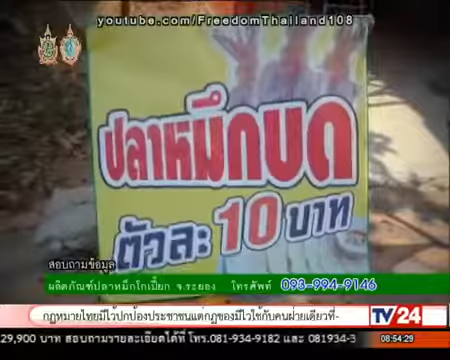 youtube.com/FreedomThailand108
ปลาหมึกบด
ตัวละ 10 บาท
สอบถามข้อมูล
ผลิตภัณฑ์ปลาหมึกโกเปี๊ยก จ.ระยอง โทรศัพท์ 093-994-9146
กฎหมายไทยมีไว้ปกป้องประชาชนแต่กฎของมีไว้ใช้กับคนฝ่ายเดียวที่-
TV24
29,900 บาท สอบถามรายละเอียดได้ที่ โทร.081-934-9182 และ 081-903-8
08:54:29